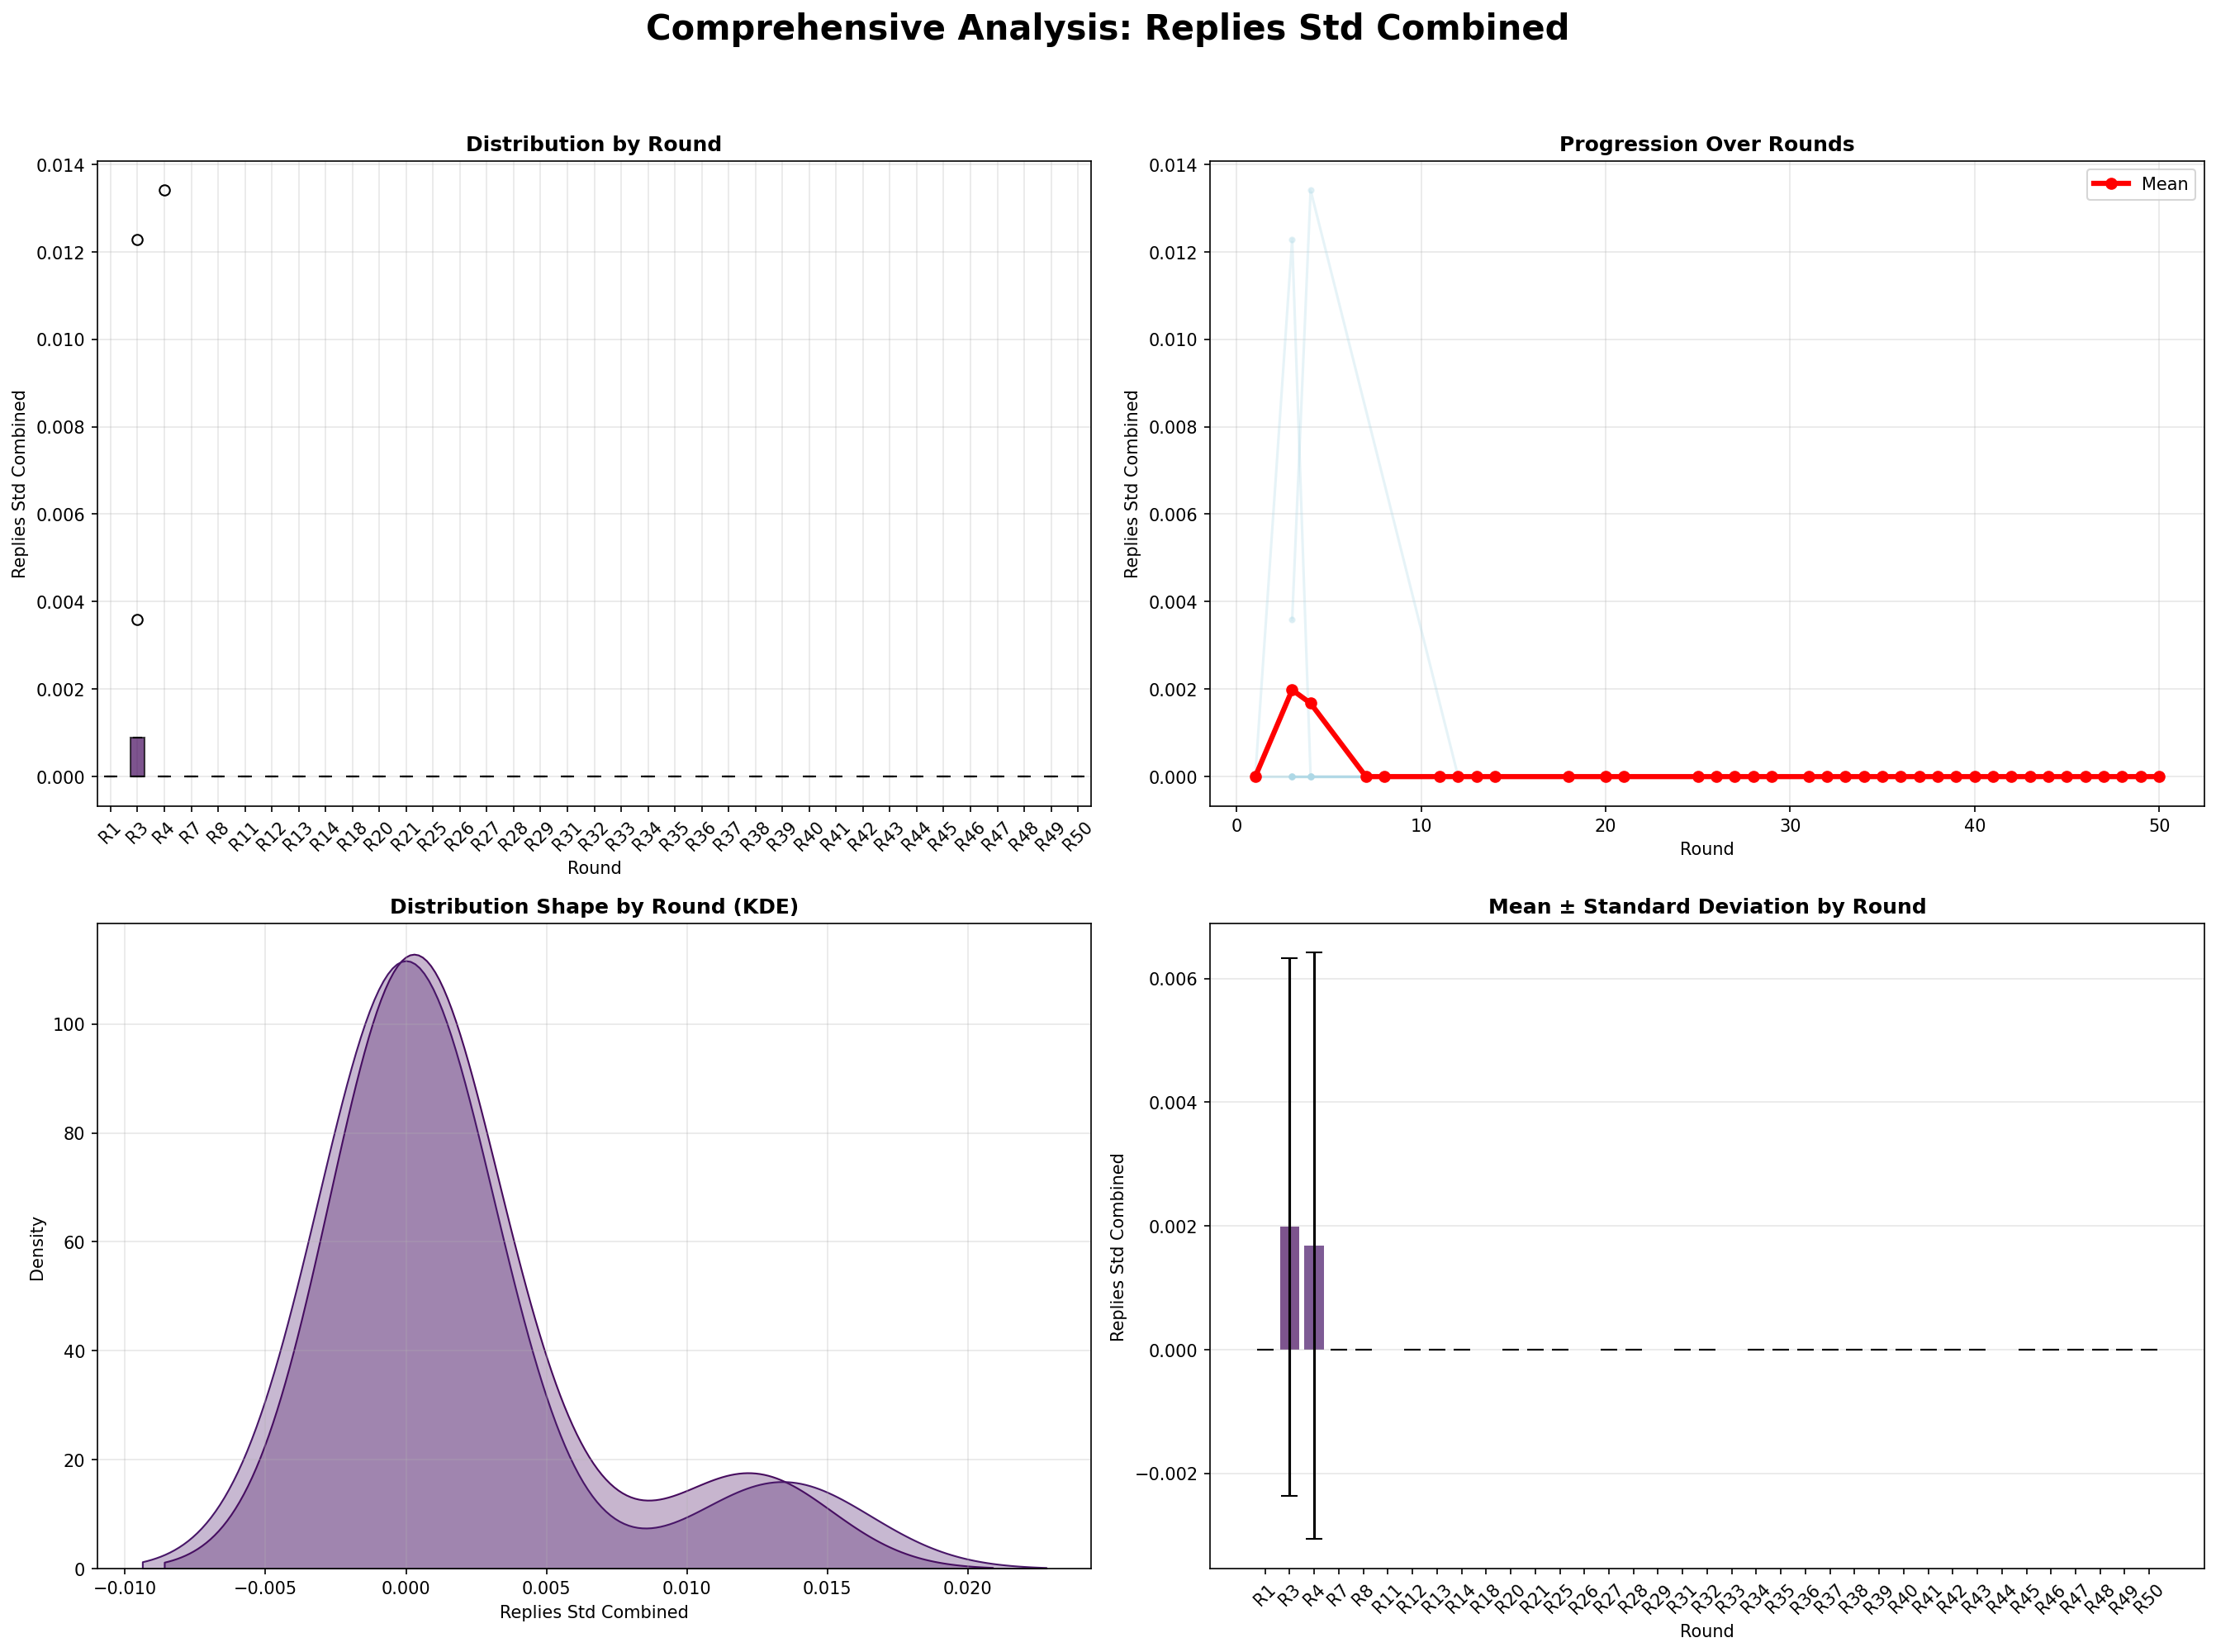 Comprehensive Analysis: Replies Std Combined
Distribution by Round
0.014
0.012
0.010
0.008
0.006
0.004
0.002
0.000
Replies Std Combined
R1 R3 R4 R7 R8 R11 R12 R13 R14 R18 R20 R21 R25 R26 R27 R28 R29 R31 R32 R33 R34 R35 R36 R37 R38 R39 R40 R41 R42 R43 R44 R45 R46 R47 R48 R49 R50
Round
Progression Over Rounds
Mean
0.014
0.012
0.010
0.008
0.006
0.004
0.002
0.000
Replies Std Combined
0 10 20 30 40 50
Round
Distribution Shape by Round (KDE)
100
80
60
40
20
0
Density
−0.010 −0.005 0.000 0.005 0.010 0.015 0.020
Replies Std Combined
Mean ± Standard Deviation by Round
0.006
0.004
0.002
0.000
−0.002
Replies Std Combined
R1 R3 R4 R7 R8 R11 R12 R13 R14 R18 R20 R21 R25 R26 R27 R28 R29 R31 R32 R33 R34 R35 R36 R37 R38 R39 R40 R41 R42 R43 R44 R45 R46 R47 R48 R49 R50
Round